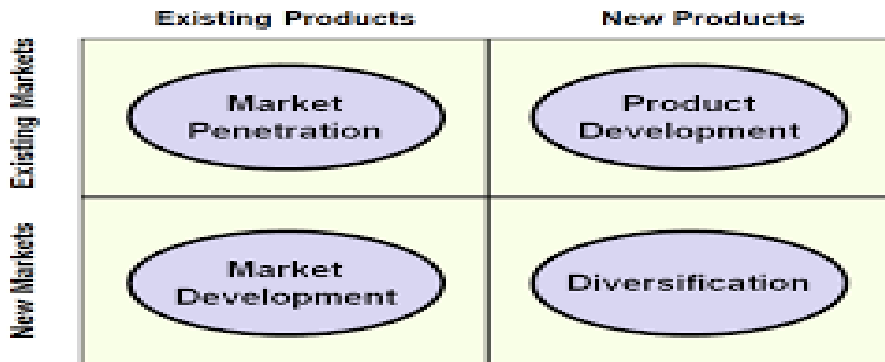 Existing Products
New Products
Existing Markets
Market
Penetration
Product
Development
New Markets
Market
Development
Diversification